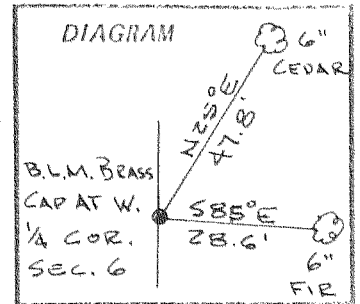 DIAGRAM
6"
CEDAR
N25°E
47.8'
B.L.M. BRASS
CAP AT W.
1/4 COR.
SEC. 6
S85°E
28.6'
6"
FIR